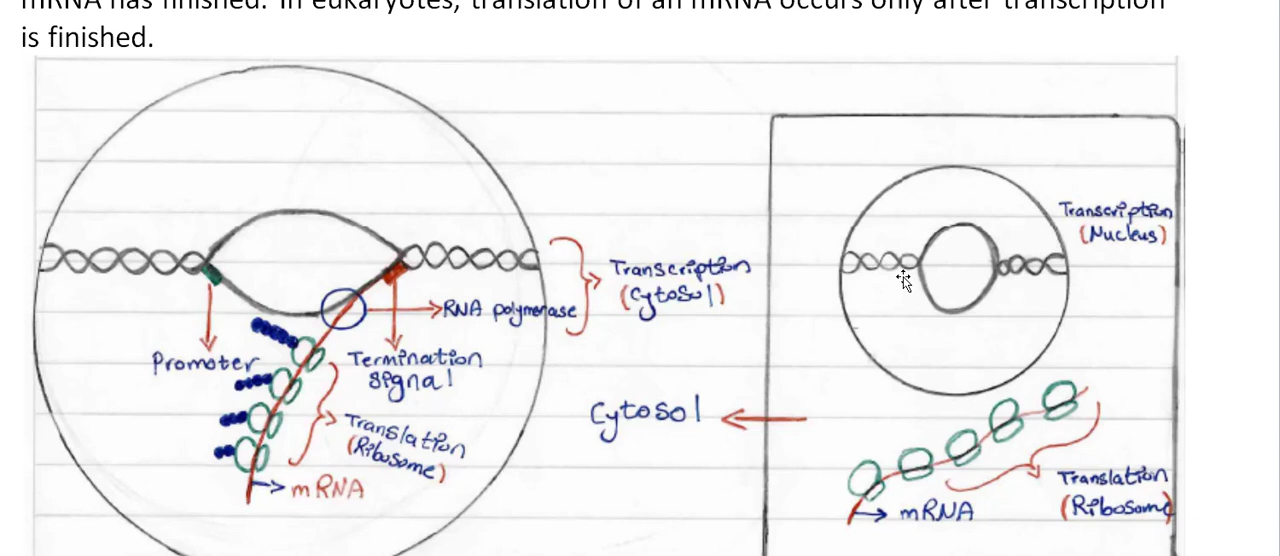 mRNA has finished. In eukaryotes, translation of an mRNA occurs only after transcription
is finished.
Transcription
(Cytosol)
RNA polymerase
Promoter
Termination
signal
Translation
(Ribosome)
mRNA
Cytosol
Transcription
(Nucleus)
Translation
(Ribosome)
mRNA